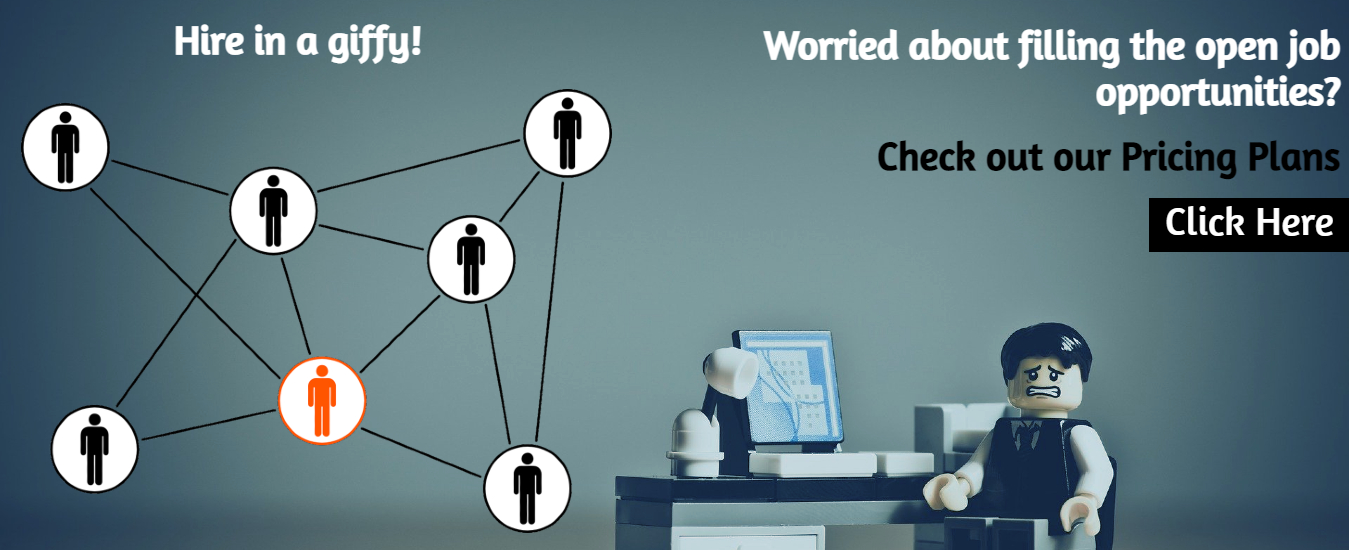 Hire in a giffy!
Worried about filling the open job
opportunities?
Check out our Pricing Plans
Click Here